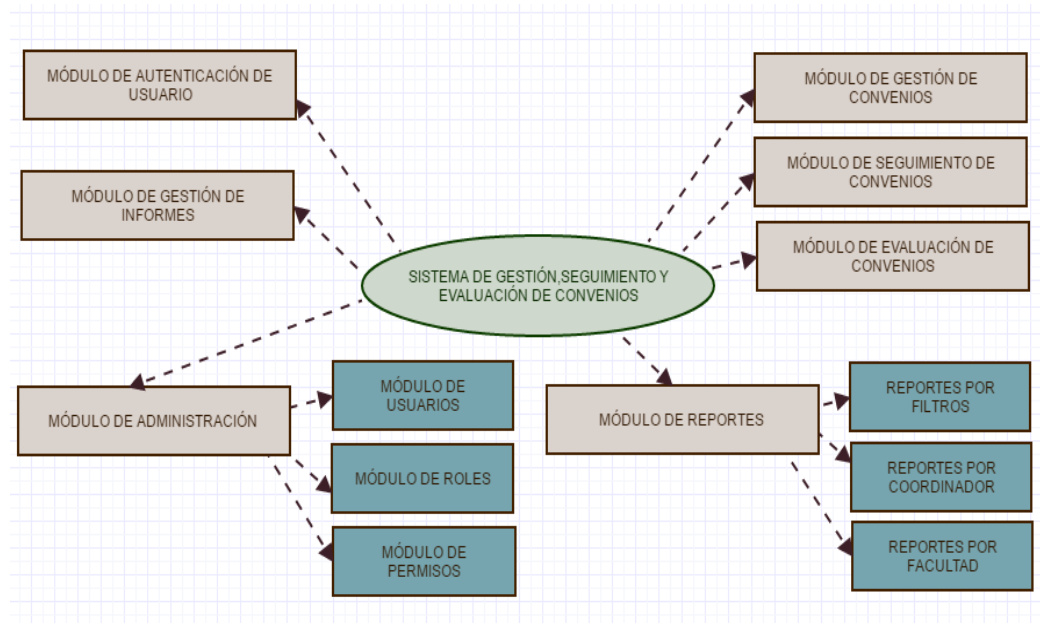 MÓDULO DE AUTENTICACIÓN DE
USUARIO
MÓDULO DE GESTIÓN DE
CONVENIOS
MÓDULO DE SEGUIMIENTO DE
CONVENIOS
MÓDULO DE GESTIÓN DE
INFORMES
MÓDULO DE EVALUACIÓN DE
CONVENIOS
SISTEMA DE GESTIÓN,SEGUIMIENTO Y
EVALUACIÓN DE CONVENIOS
MÓDULO DE ADMINISTRACIÓN
MÓDULO DE
USUARIOS
MÓDULO DE ROLES
MÓDULO DE
PERMISOS
MÓDULO DE REPORTES
REPORTES POR
FILTROS
REPORTES POR
COORDINADOR
REPORTES POR
FACULTAD